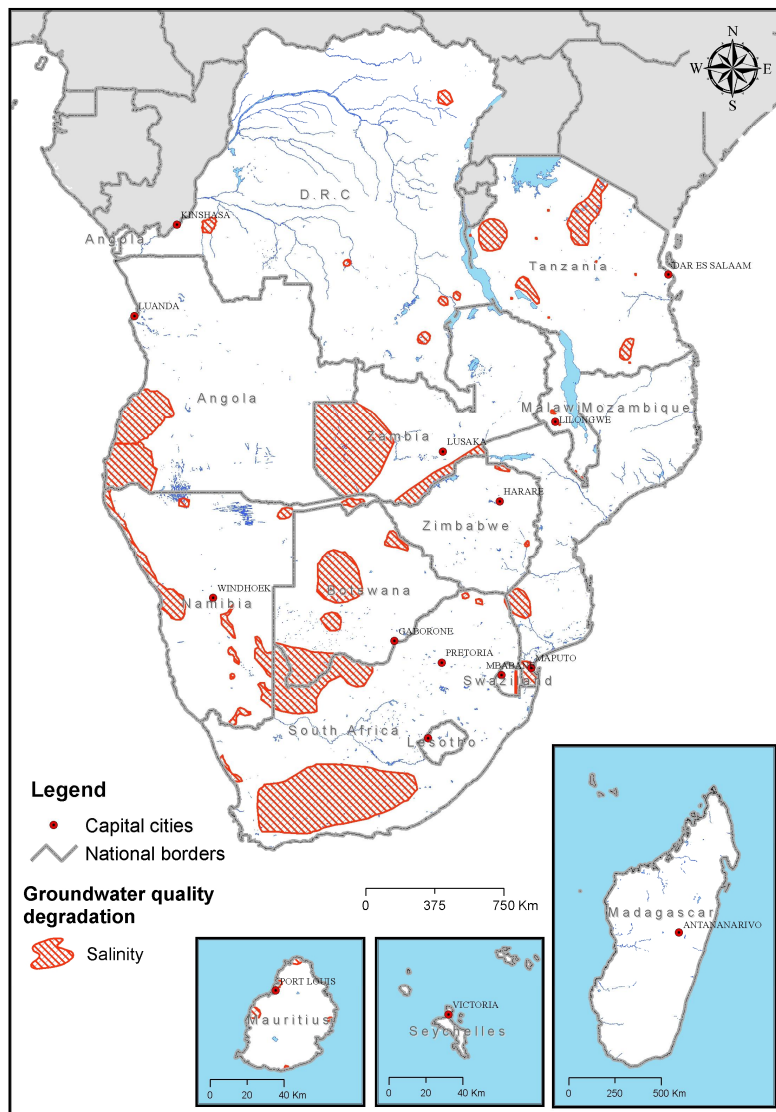 N
W E
S
D.R.C
KINSHASA
Angola
Tanzania
DAR ES SALAAM
LUANDA
Angola
Malawi
Mozambique
LILONGWE
Zambia
LUSAKA
HARARE
Zimbabwe
WINDHOEK
Namibia
Botswana
GABORONE
PRETORIA
MBABANE
MAPUTO
Swaziland
South Africa
Lesotho
Legend
Capital cities
National borders
Groundwater quality
degradation
Salinity
0 375 750 Km
PORT LOUIS
Mauritius
0 20 40 Km
VICTORIA
Seychelles
0 20 40 Km
Madagascar
ANTANANARIVO
0 250 500 Km